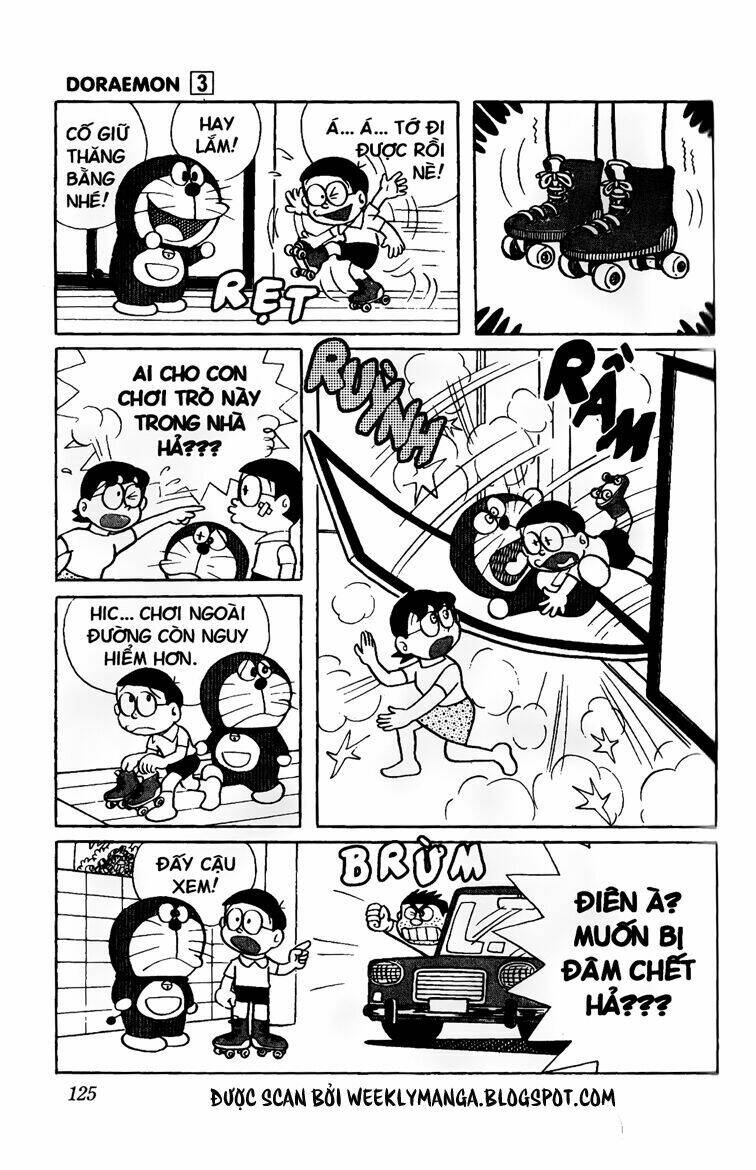 DORAEMON 3
CỐ GIỮ
THĂNG
BẰNG
NHÉ!
HAY
LẮM!
Á... Á... TỚ ĐI
ĐƯỢC RỒI
NÈ!
RẸT
RUỲNH
RẦM
AI CHO CON
CHƠI TRÒ NÀY
TRONG NHÀ
HẢ???
HIC... CHƠI NGOÀI
ĐƯỜNG CÒN NGUY
HIỂM HƠN.
ĐẤY CẬU
XEM!
BRỪM
ĐIÊN À?
MUỐN BỊ
ĐÂM CHẾT
HẢ???
125
ĐƯỢC SCAN BỞI WEEKLYMANGA.BLOGSPOT.COM